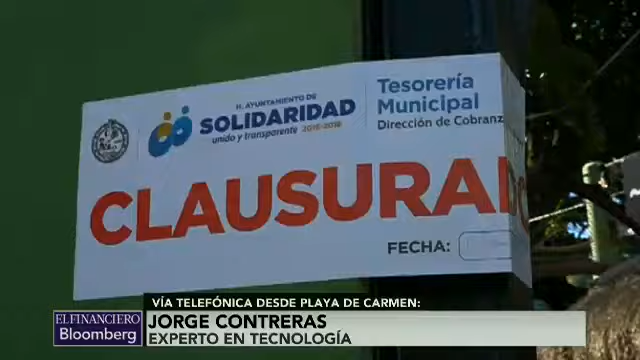 H. AYUNTAMIENTO DE
SOLIDARIDAD
unido y transparente 2016-2018
Tesorería
Municipal
Dirección de Cobranz
CLAUSURADO
FECHA:
VÍA TELEFÓNICA DESDE PLAYA DE CARMEN:
EL FINANCIERO
Bloomberg
JORGE CONTRERAS
EXPERTO EN TECNOLOGÍA